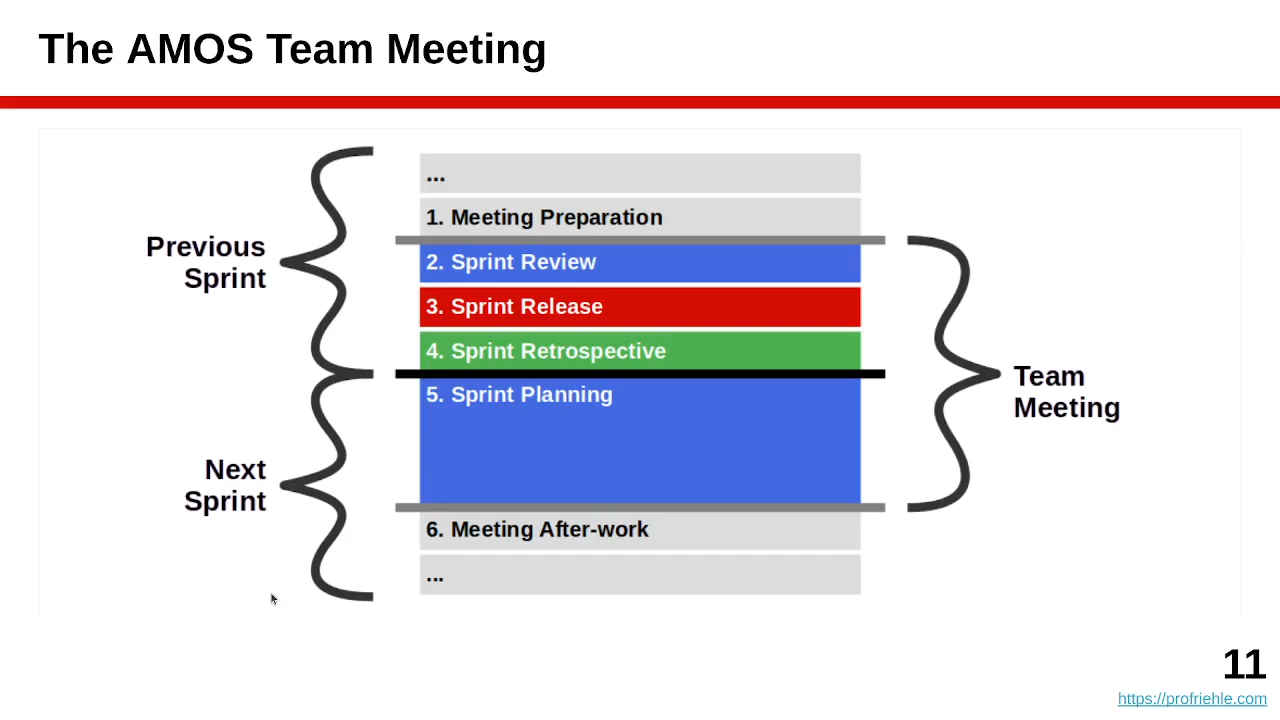 The AMOS Team Meeting
...
1. Meeting Preparation
Previous
Sprint
2. Sprint Review
3. Sprint Release
4. Sprint Retrospective
5. Sprint Planning
Team
Meeting
Next
Sprint
6. Meeting After-work
...
11
https://profriehle.com